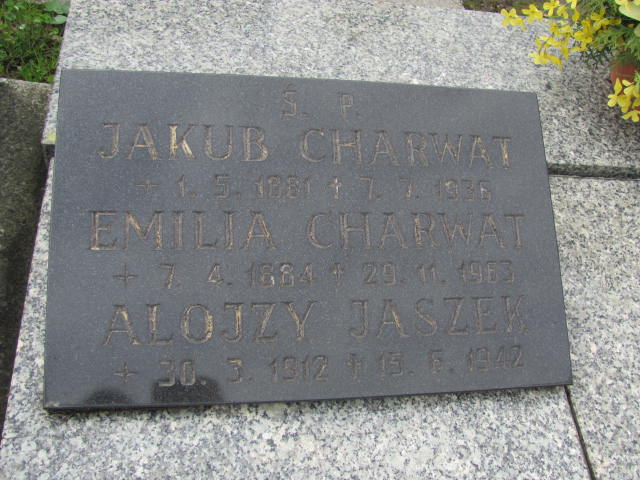 Ś. P.
JAKUB CHARWAT
+ 1. 5. 1881 † 7. 7. 1936
EMILIA CHARWAT
+ 7. 4. 1884 † 29. 11. 1963
ALOJZY JASZEK
+ 30. 3. 1912 † 15. 6. 1942